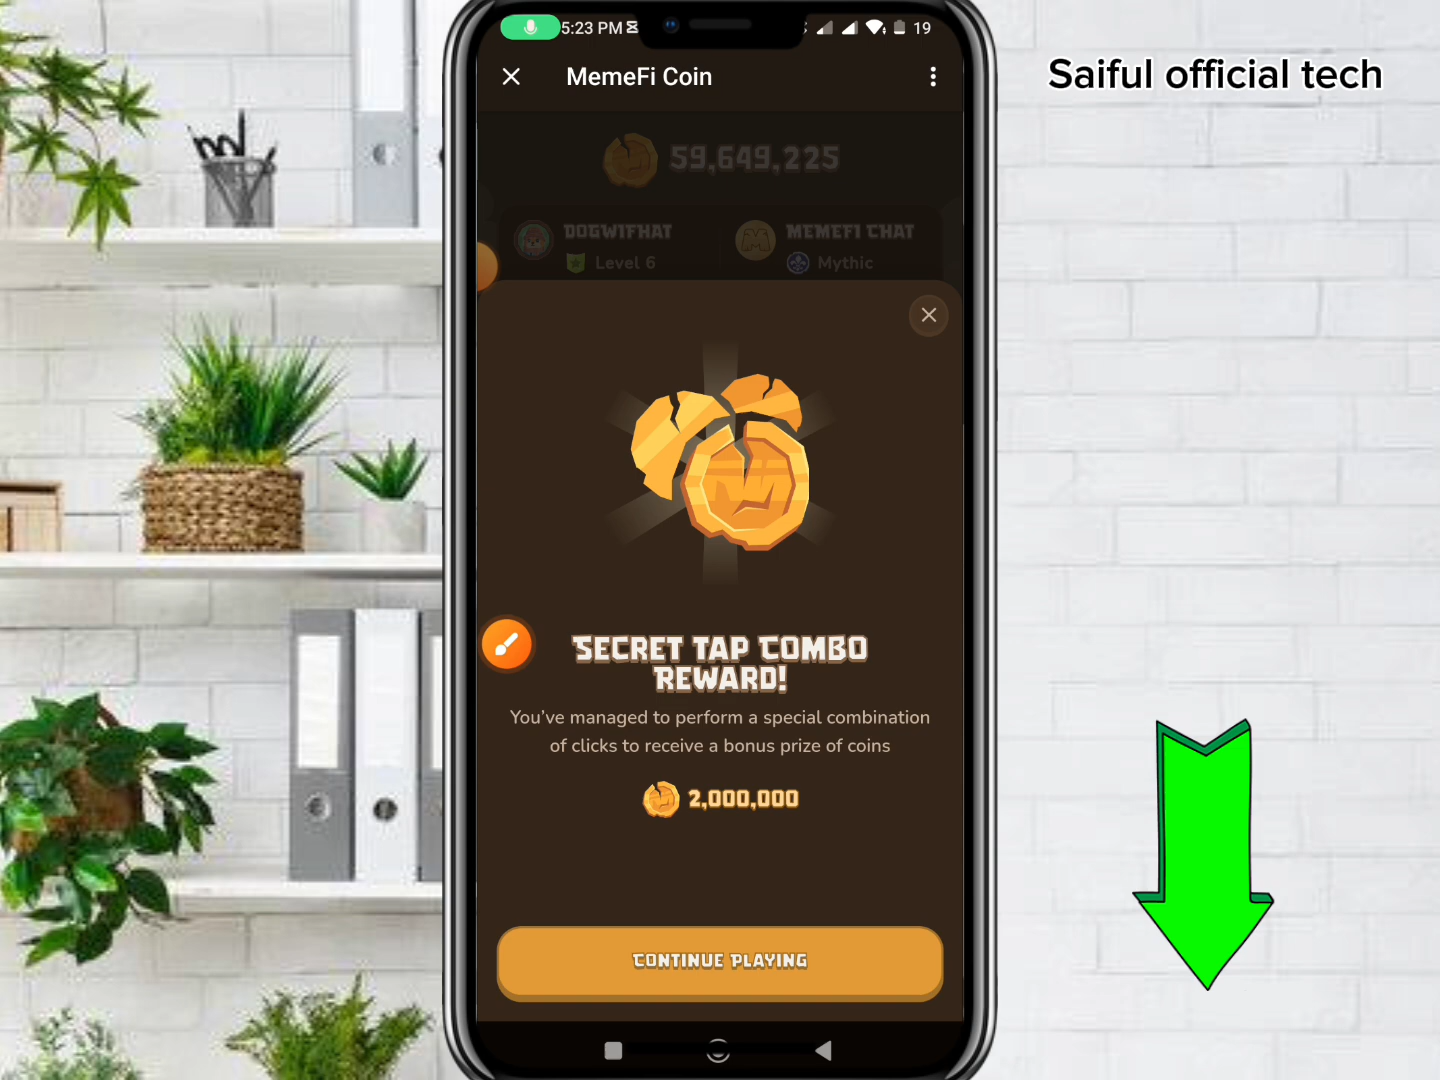 5:23 PM
19
MemeFi Coin
Saiful official tech
59,649,225
DOGWIFHAT
MEMEFI CHAT
Level 6
Mythic
SECRET TAP COMBO
REWARD!
You've managed to perform a special combination
of clicks to receive a bonus prize of coins
2,000,000
CONTINUE PLAYING